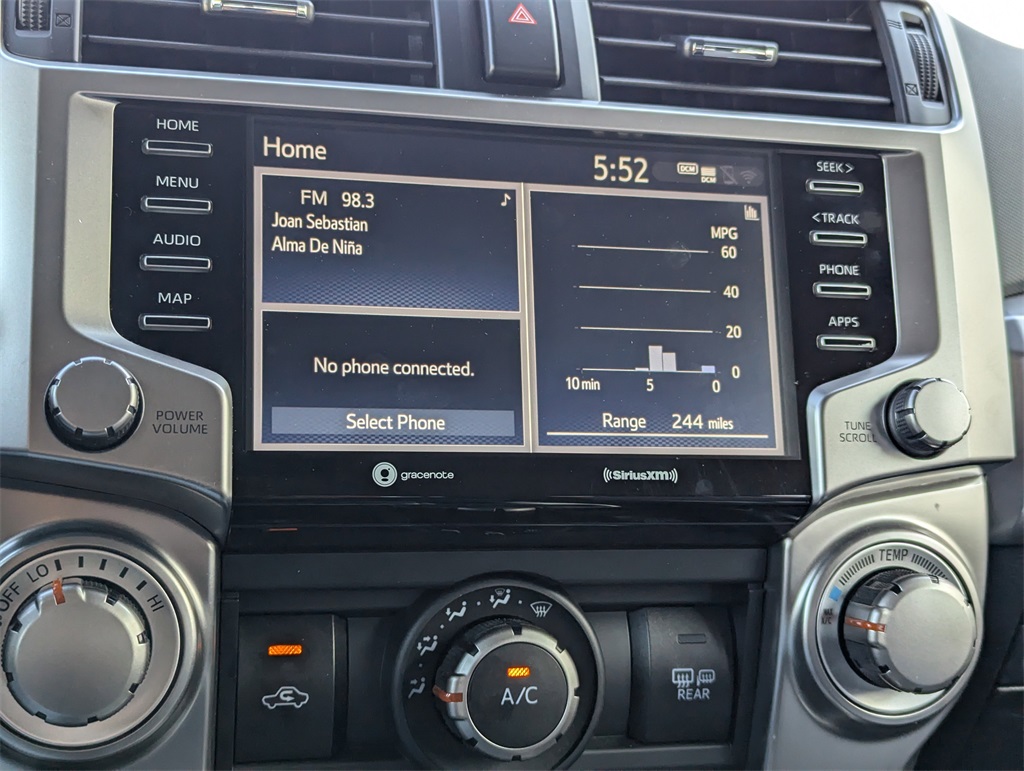 HOME
MENU
AUDIO
MAP
POWER
VOLUME
Home
5:52
DCM
DCM
FM 98.3
Joan Sebastian
Alma De Niña
No phone connected.
Select Phone
MPG
60
40
20
0
10 min 5 0
Range 244 miles
SEEK >
< TRACK
PHONE
APPS
TUNE
SCROLL
gracenote
((SiriusXM))
OFF LO HI
A/C
REAR
TEMP